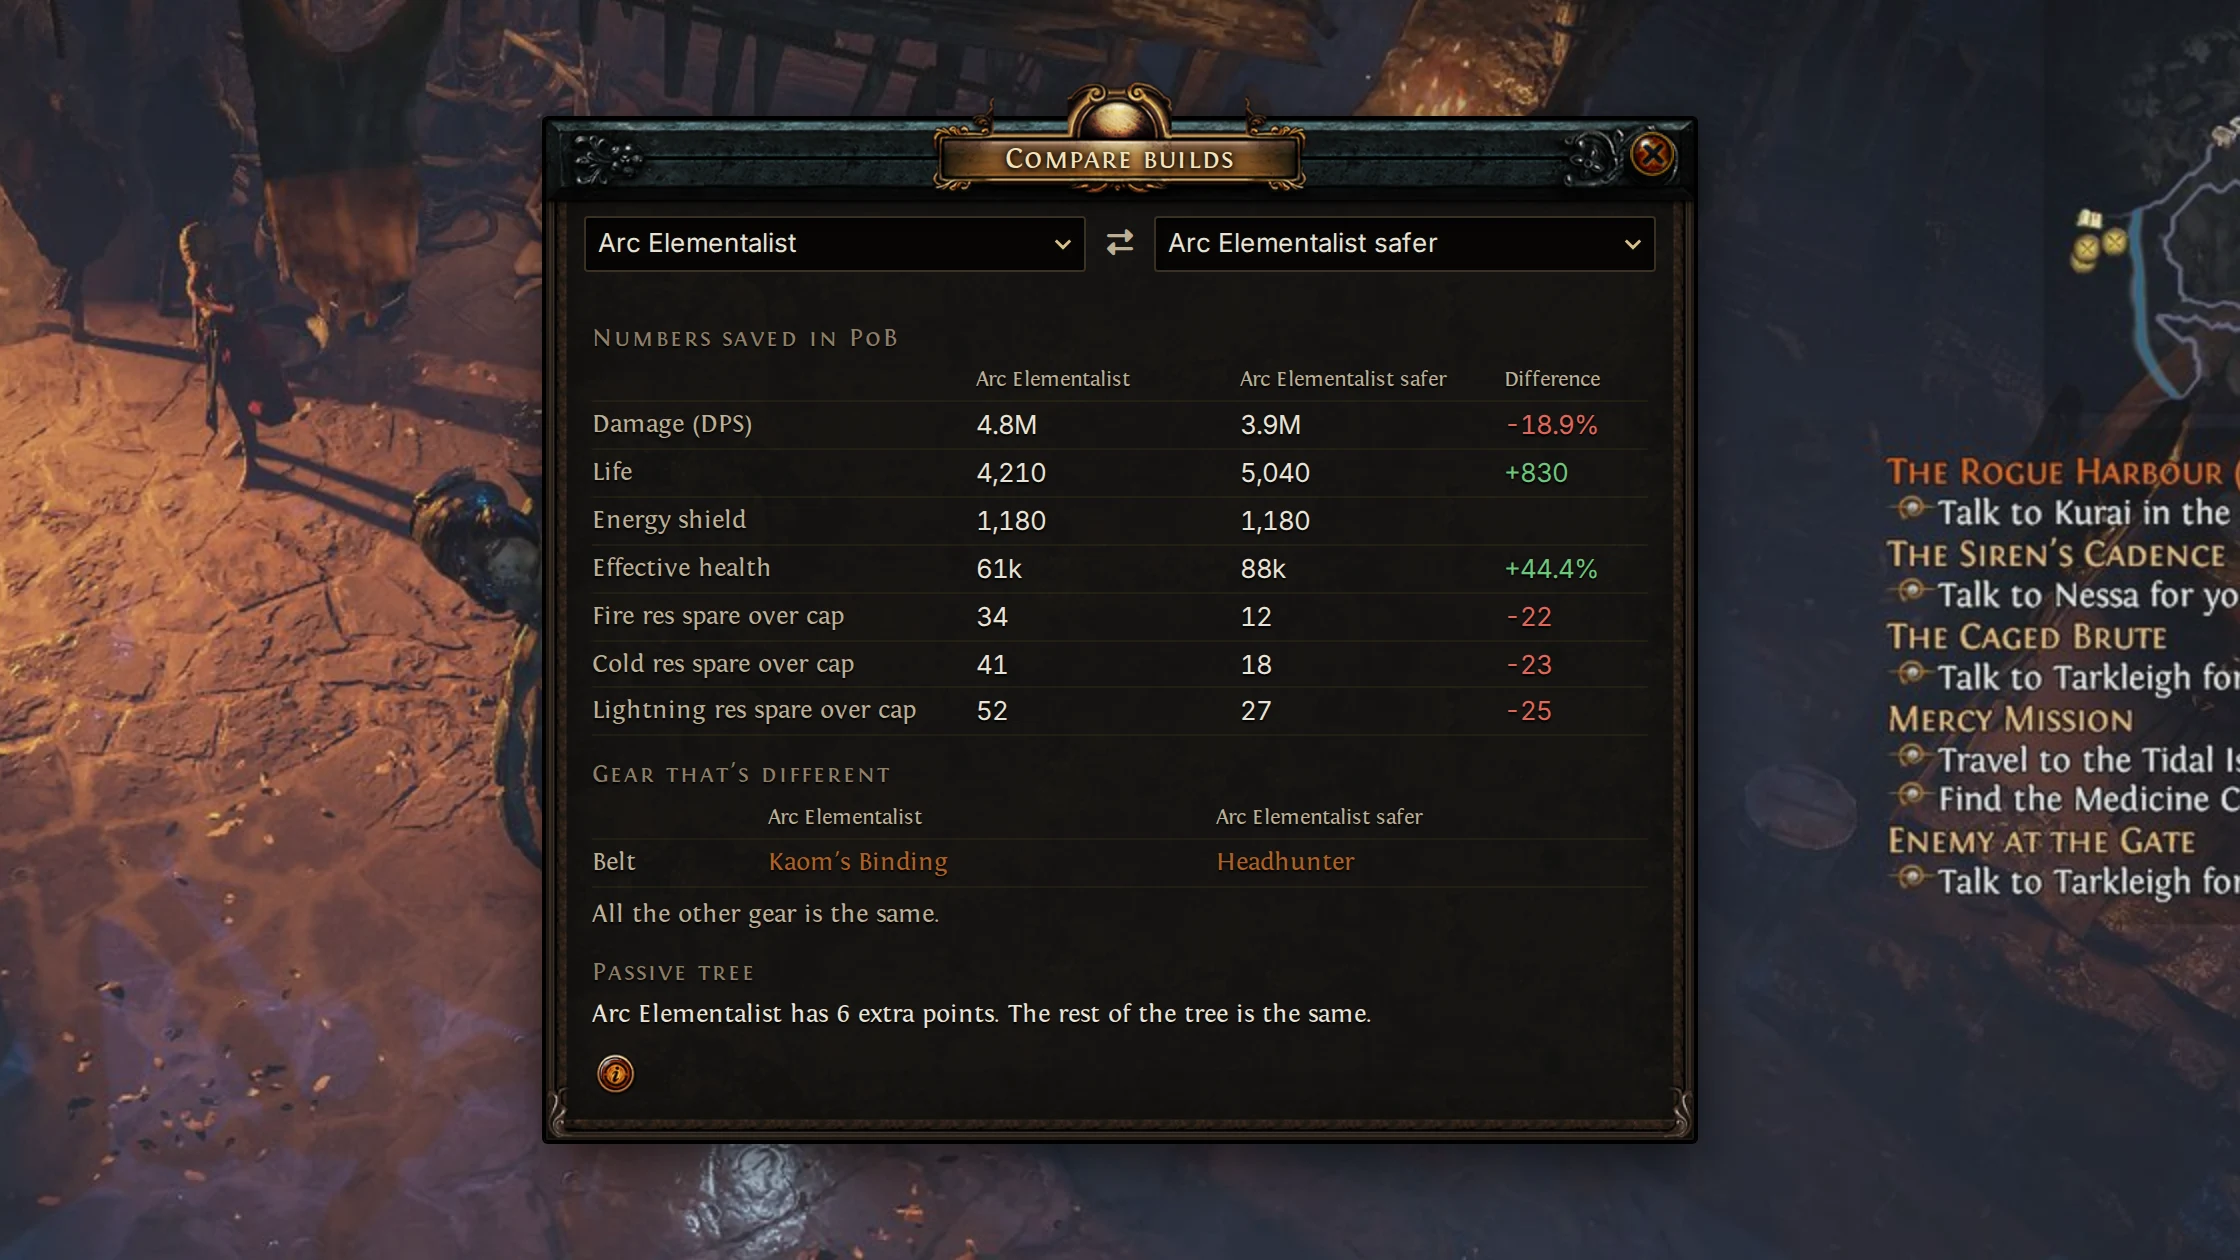 Compare builds
Arc Elementalist
Arc Elementalist safer
Numbers saved in PoB
Arc Elementalist Arc Elementalist safer Difference
Damage (DPS) 4.8M 3.9M -18.9%
Life 4,210 5,040 +830
Energy shield 1,180 1,180
Effective health 61k 88k +44.4%
Fire res spare over cap 34 12 -22
Cold res spare over cap 41 18 -23
Lightning res spare over cap 52 27 -25
Gear that's different
Arc Elementalist Arc Elementalist safer
Belt Kaom's Binding Headhunter
All the other gear is the same.
Passive tree
Arc Elementalist has 6 extra points. The rest of the tree is the same.
The Rogue Harbour (
Talk to Kurai in the
The Siren's Cadence
Talk to Nessa for yo
The Caged Brute
Talk to Tarkleigh for
Mercy Mission
Travel to the Tidal Is
Find the Medicine C
Enemy at the Gate
Talk to Tarkleigh for